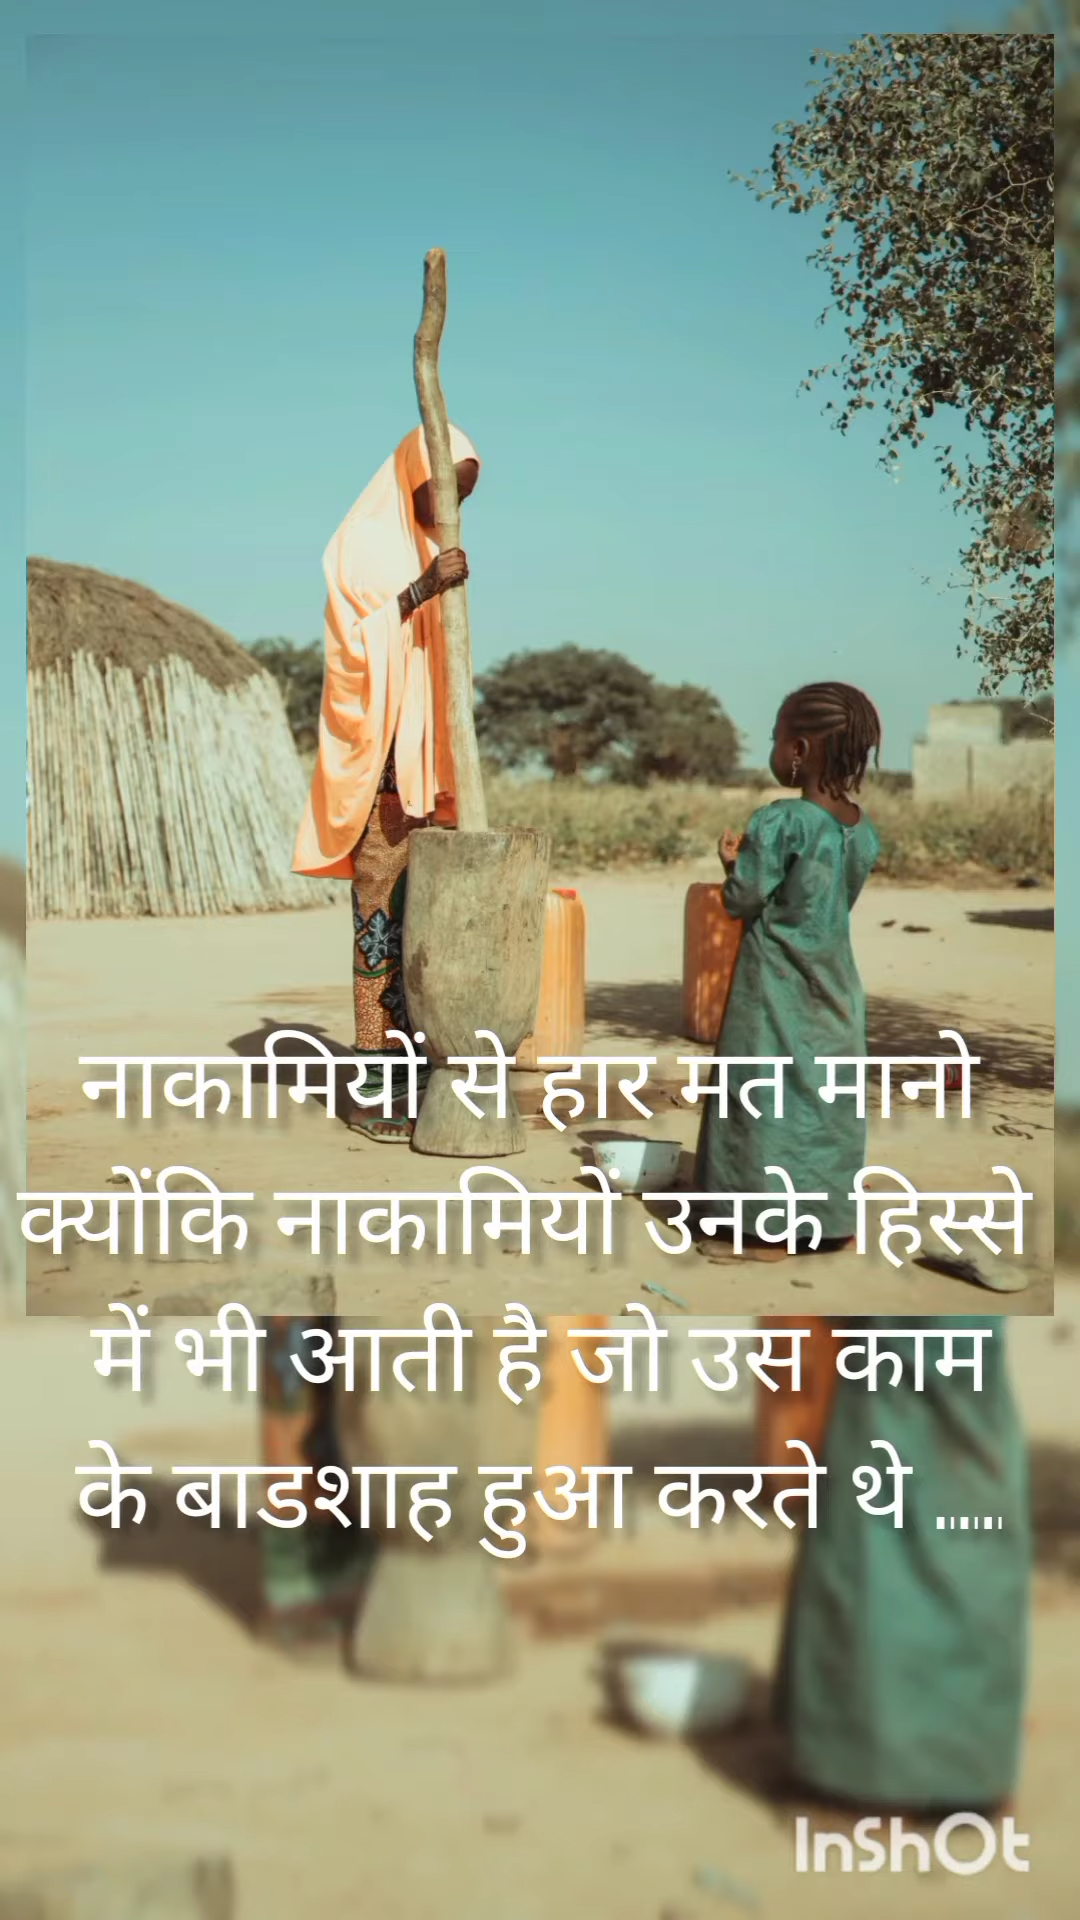 नाकामियों से हार मत मानो
क्योंकि नाकामियों उनके हिस्से
में भी आती है जो उस काम
के बाडशाह हुआ करते थे ......
InShOt